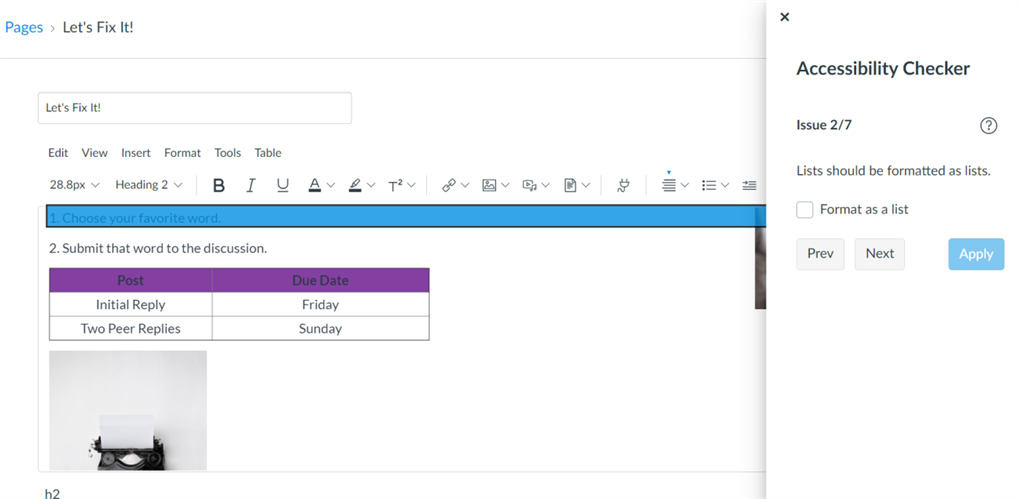 Pages > Let's Fix It!
Let's Fix It!
Edit View Insert Format Tools Table
28.8px Heading 2 B I U A T²
1. Choose your favorite word.
2. Submit that word to the discussion.
Post Due Date
Initial Reply Friday
Two Peer Replies Sunday
h2
×
Accessibility Checker
Issue 2/7 ?
Lists should be formatted as lists.
Format as a list
Prev Next Apply